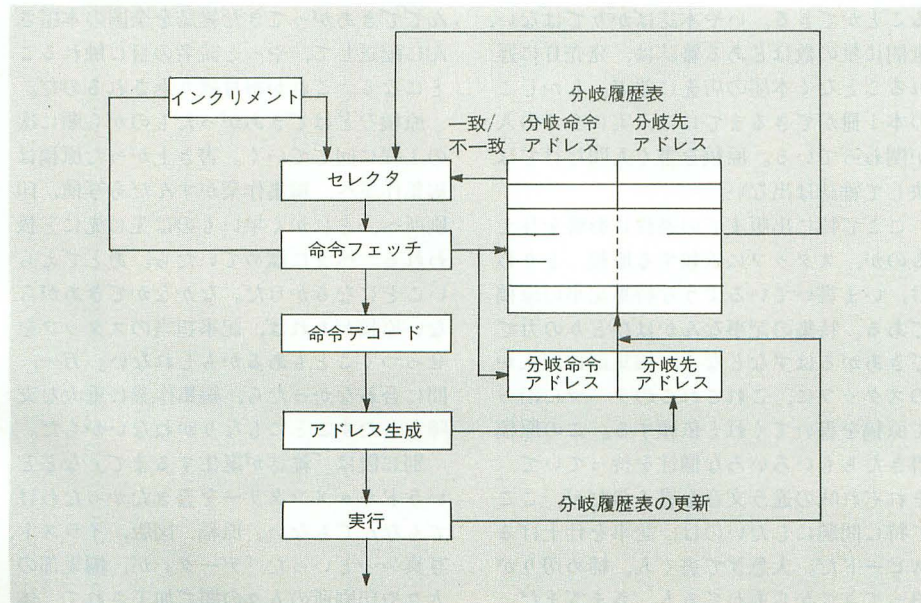 インクリメント
分岐履歴表
一致/
不一致
分岐命令
アドレス
分岐先
アドレス
セレクタ
命令フェッチ
命令デコード
分岐命令
アドレス
分岐先
アドレス
アドレス生成
実行
分岐履歴表の更新